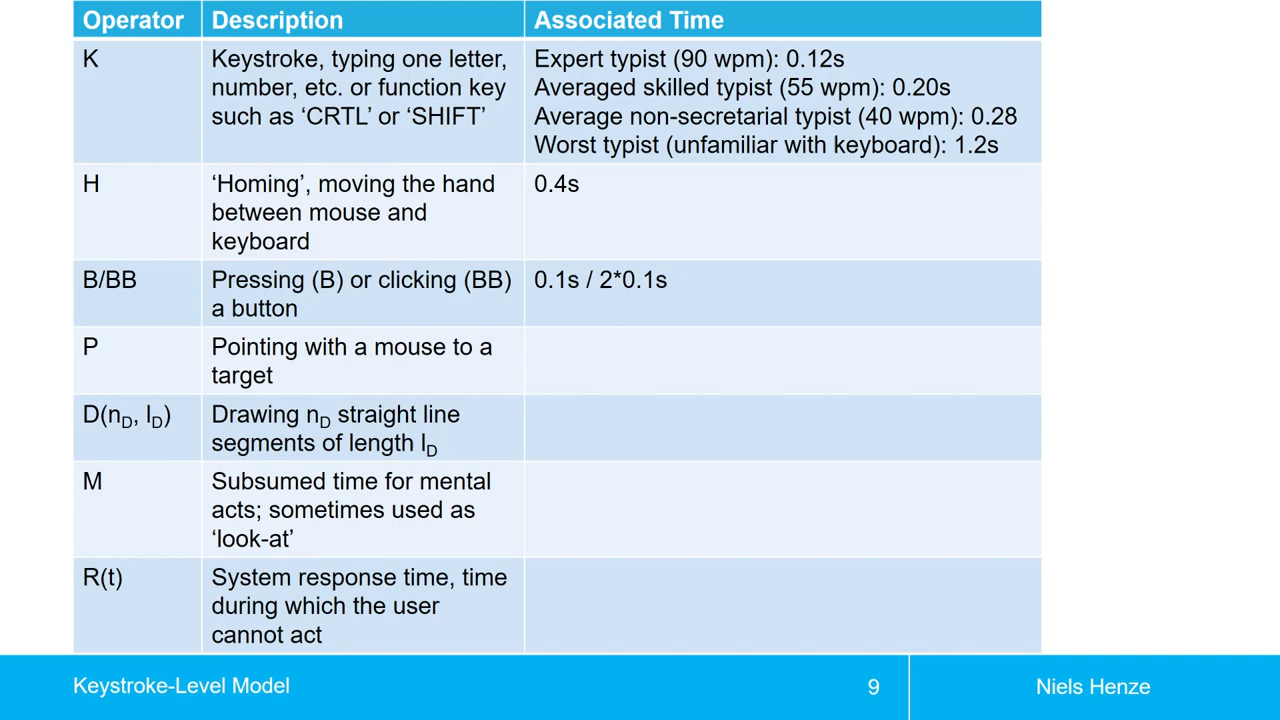 Operator Description Associated Time
K Keystroke, typing one letter, Expert typist (90 wpm): 0.12s
number, etc. or function key Averaged skilled typist (55 wpm): 0.20s
such as ‘CRTL’ or ‘SHIFT’ Average non-secretarial typist (40 wpm): 0.28
Worst typist (unfamiliar with keyboard): 1.2s
H ‘Homing’, moving the hand 0.4s
between mouse and
keyboard
B/BB Pressing (B) or clicking (BB) 0.1s / 2*0.1s
a button
P Pointing with a mouse to a
target
D(nD, lD) Drawing nD straight line
segments of length lD
M Subsumed time for mental
acts; sometimes used as
‘look-at’
R(t) System response time, time
during which the user
cannot act
Keystroke-Level Model 9 Niels Henze